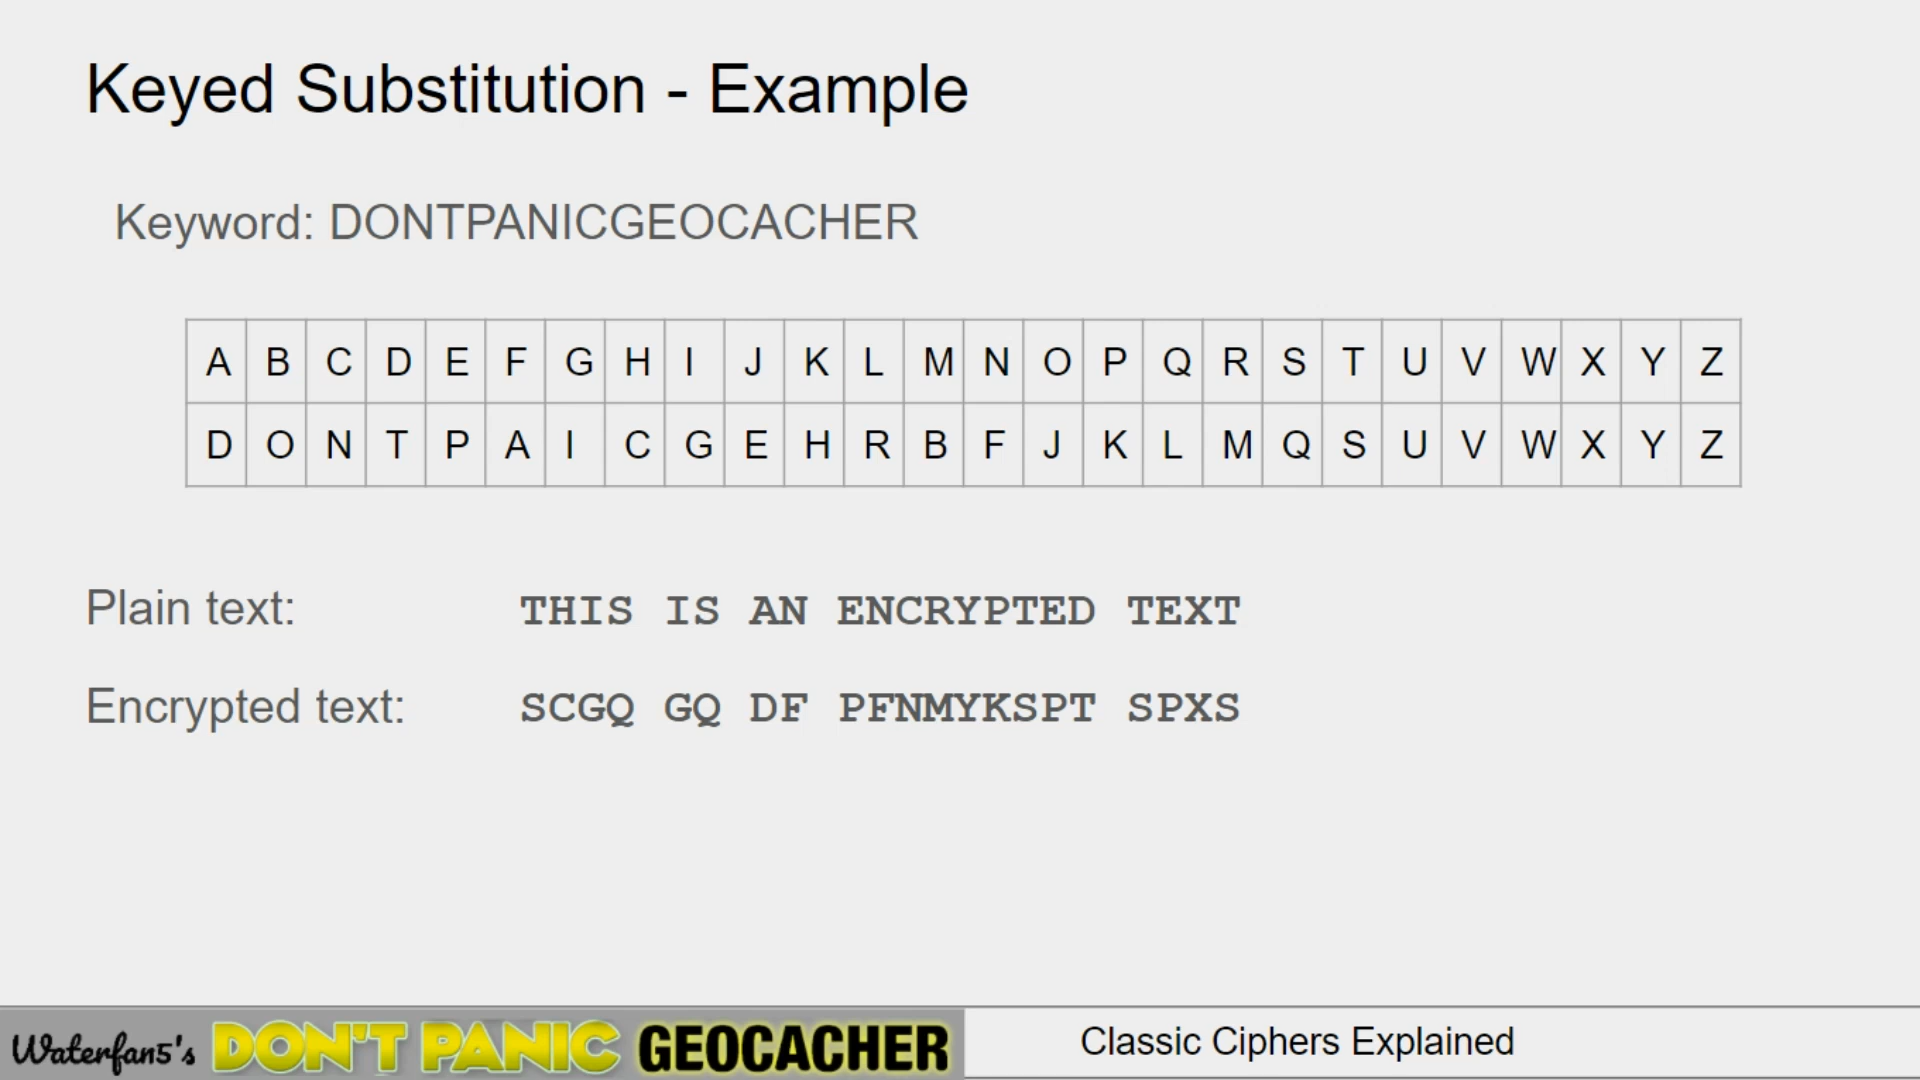 Keyed Substitution - Example
Keyword: DONTPANICGEOCACHER
A B C D E F G H I J K L M N O P Q R S T U V W X Y Z
D O N T P A I C G E H R B F J K L M Q S U V W X Y Z
Plain text: THIS IS AN ENCRYPTED TEXT
Encrypted text: SCGQ GQ DF PFNMYKSPT SPXS
Waterfan5's DON'T PANIC GEOCACHER Classic Ciphers Explained